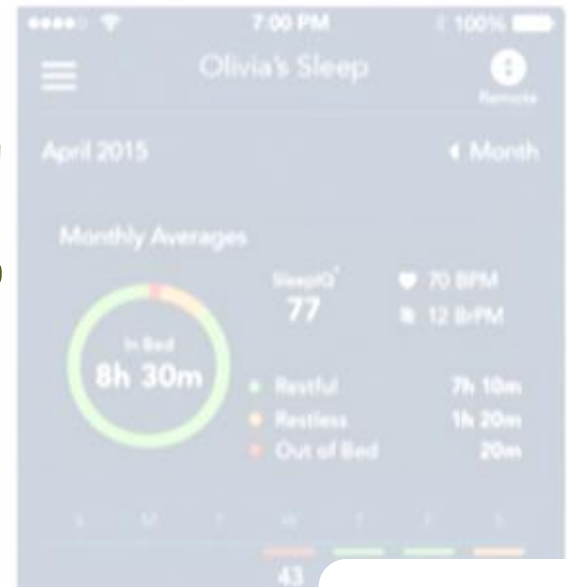 7:00 PM
100%
Olivia's Sleep
Remote
April 2015
Month
Monthly Averages
SleepIQ
77
70 BPM
12 BrPM
In Bed
8h 30m
Restful 7h 10m
Restless 1h 20m
Out of Bed 20m
S M T W T F S
43